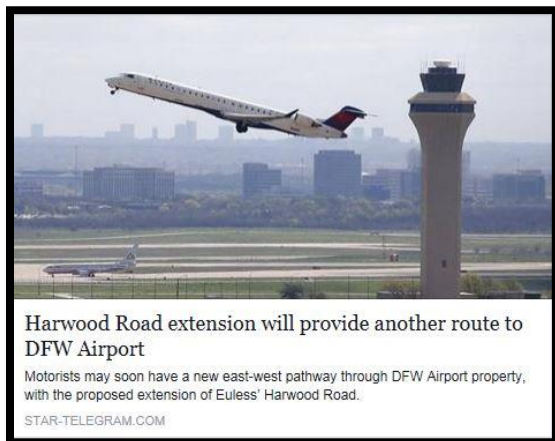 Harwood Road extension will provide another route to
DFW Airport
Motorists may soon have a new east-west pathway through DFW Airport property,
with the proposed extension of Euless' Harwood Road.
STAR-TELEGRAM.COM